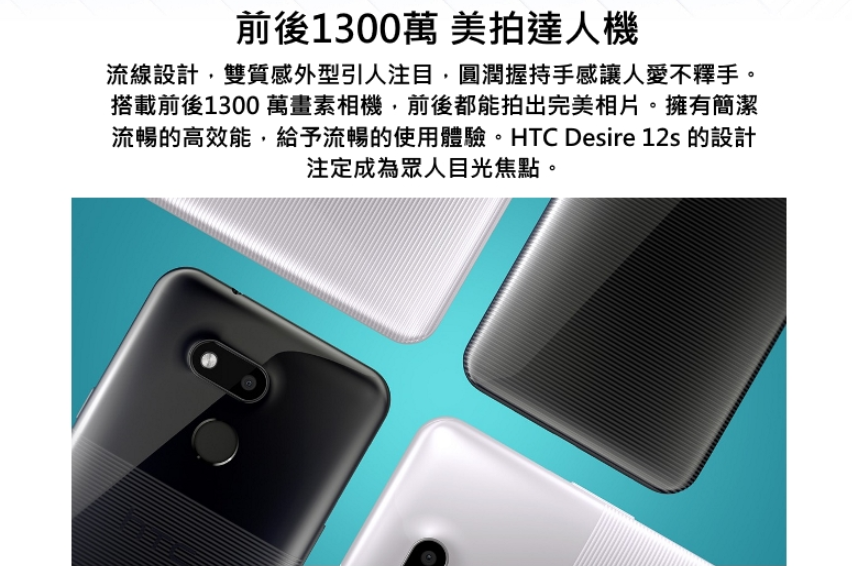 前後1300萬 美拍達人機
流線設計，雙質感外型引人注目，圓潤握持手感讓人愛不釋手。
搭載前後1300 萬畫素相機，前後都能拍出完美相片。擁有簡潔
流暢的高效能，給予流暢的使用體驗。HTC Desire 12s 的設計
注定成為眾人目光焦點。
hTC